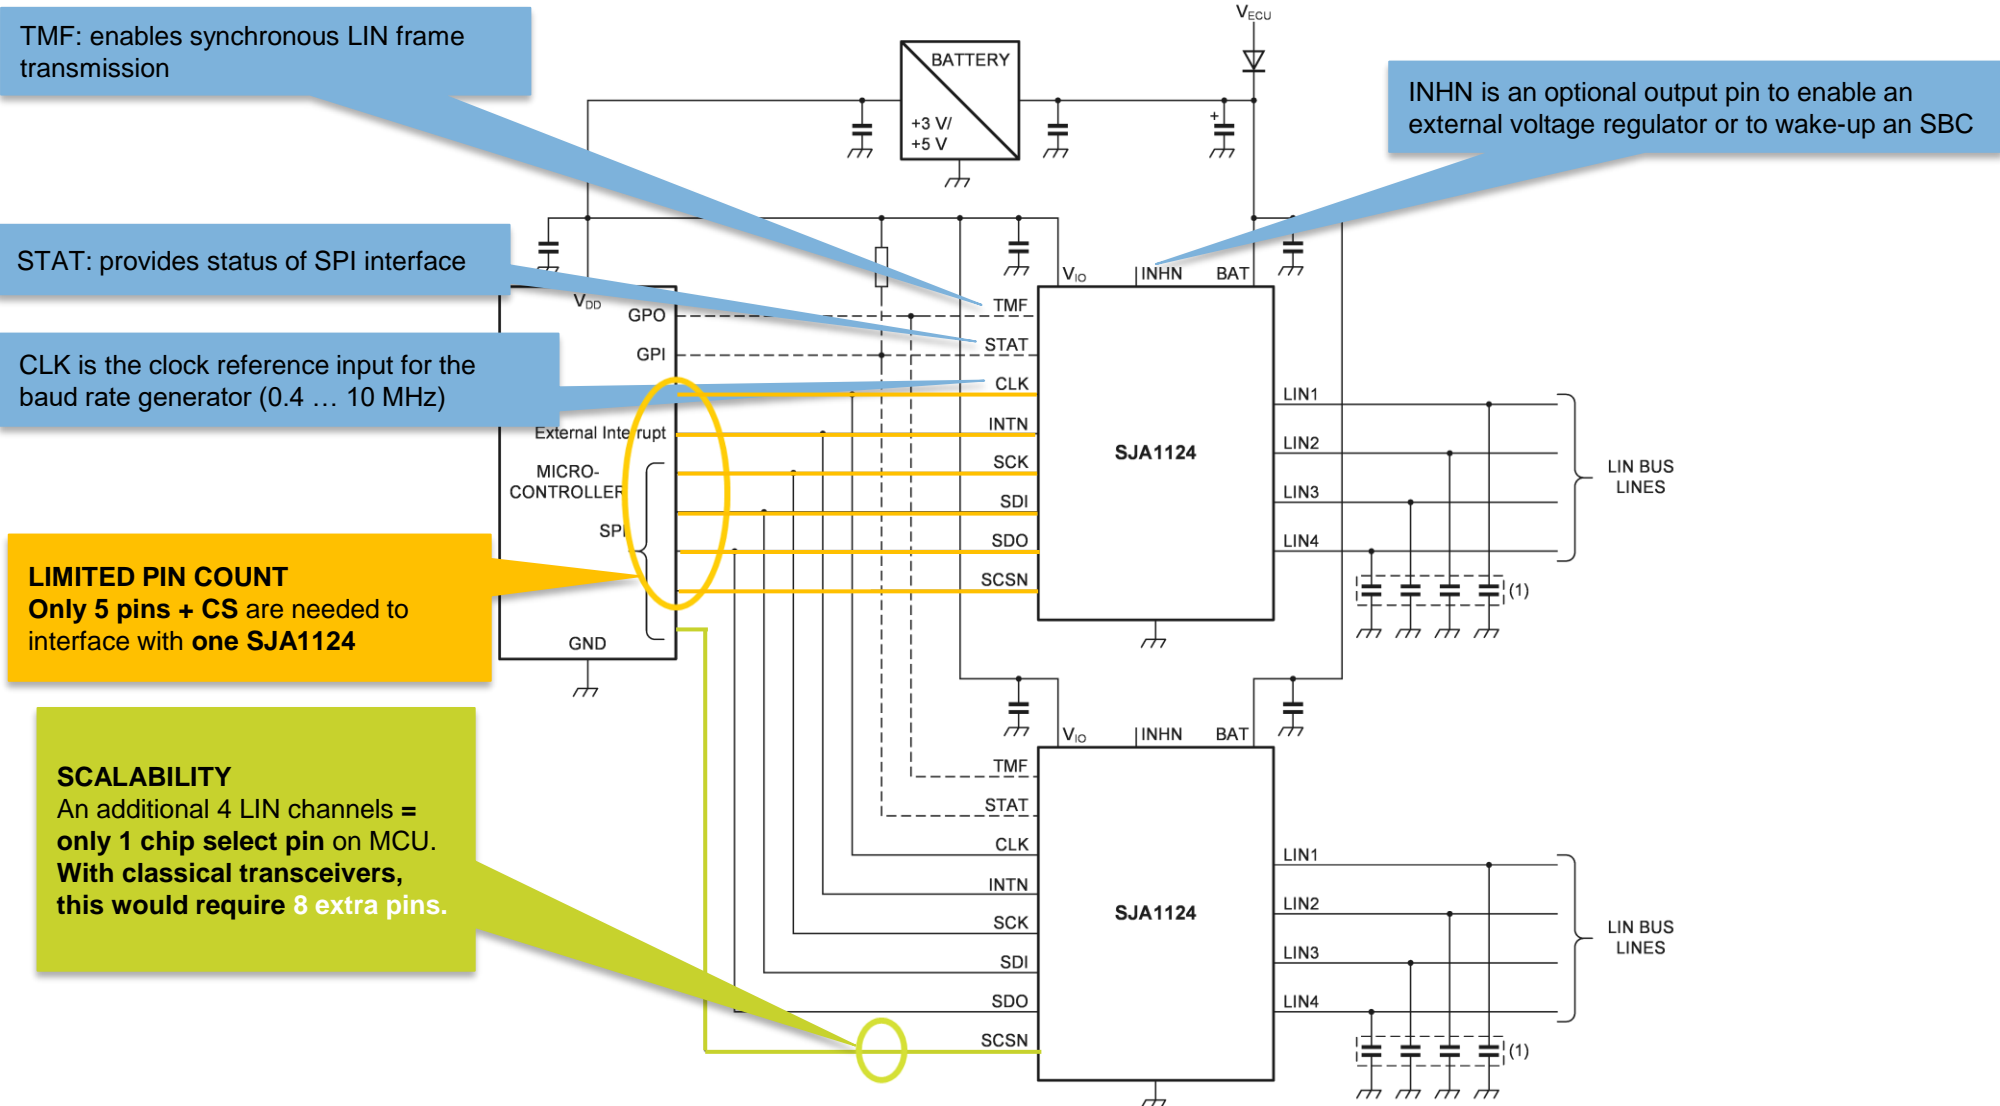 TMF: enables synchronous LIN frame
transmission
STAT: provides status of SPI interface
CLK is the clock reference input for the
baud rate generator (0.4 … 10 MHz)
LIMITED PIN COUNT
Only 5 pins + CS are needed to
interface with one SJA1124
SCALABILITY
An additional 4 LIN channels =
only 1 chip select pin on MCU.
With classical transceivers,
this would require 8 extra pins.
INHN is an optional output pin to enable an
external voltage regulator or to wake-up an SBC
VECU
BATTERY
+3 V/
+5 V
+
VDD
GPO
GPI
External Interrupt
MICRO-
CONTROLLER
SPI
GND
VIO
INHN
BAT
TMF
STAT
CLK
INTN
SCK
SDI
SDO
SCSN
SJA1124
LIN1
LIN2
LIN3
LIN4
LIN BUS
LINES
(1)
VIO
INHN
BAT
TMF
STAT
CLK
INTN
SCK
SDI
SDO
SCSN
SJA1124
LIN1
LIN2
LIN3
LIN4
LIN BUS
LINES
(1)